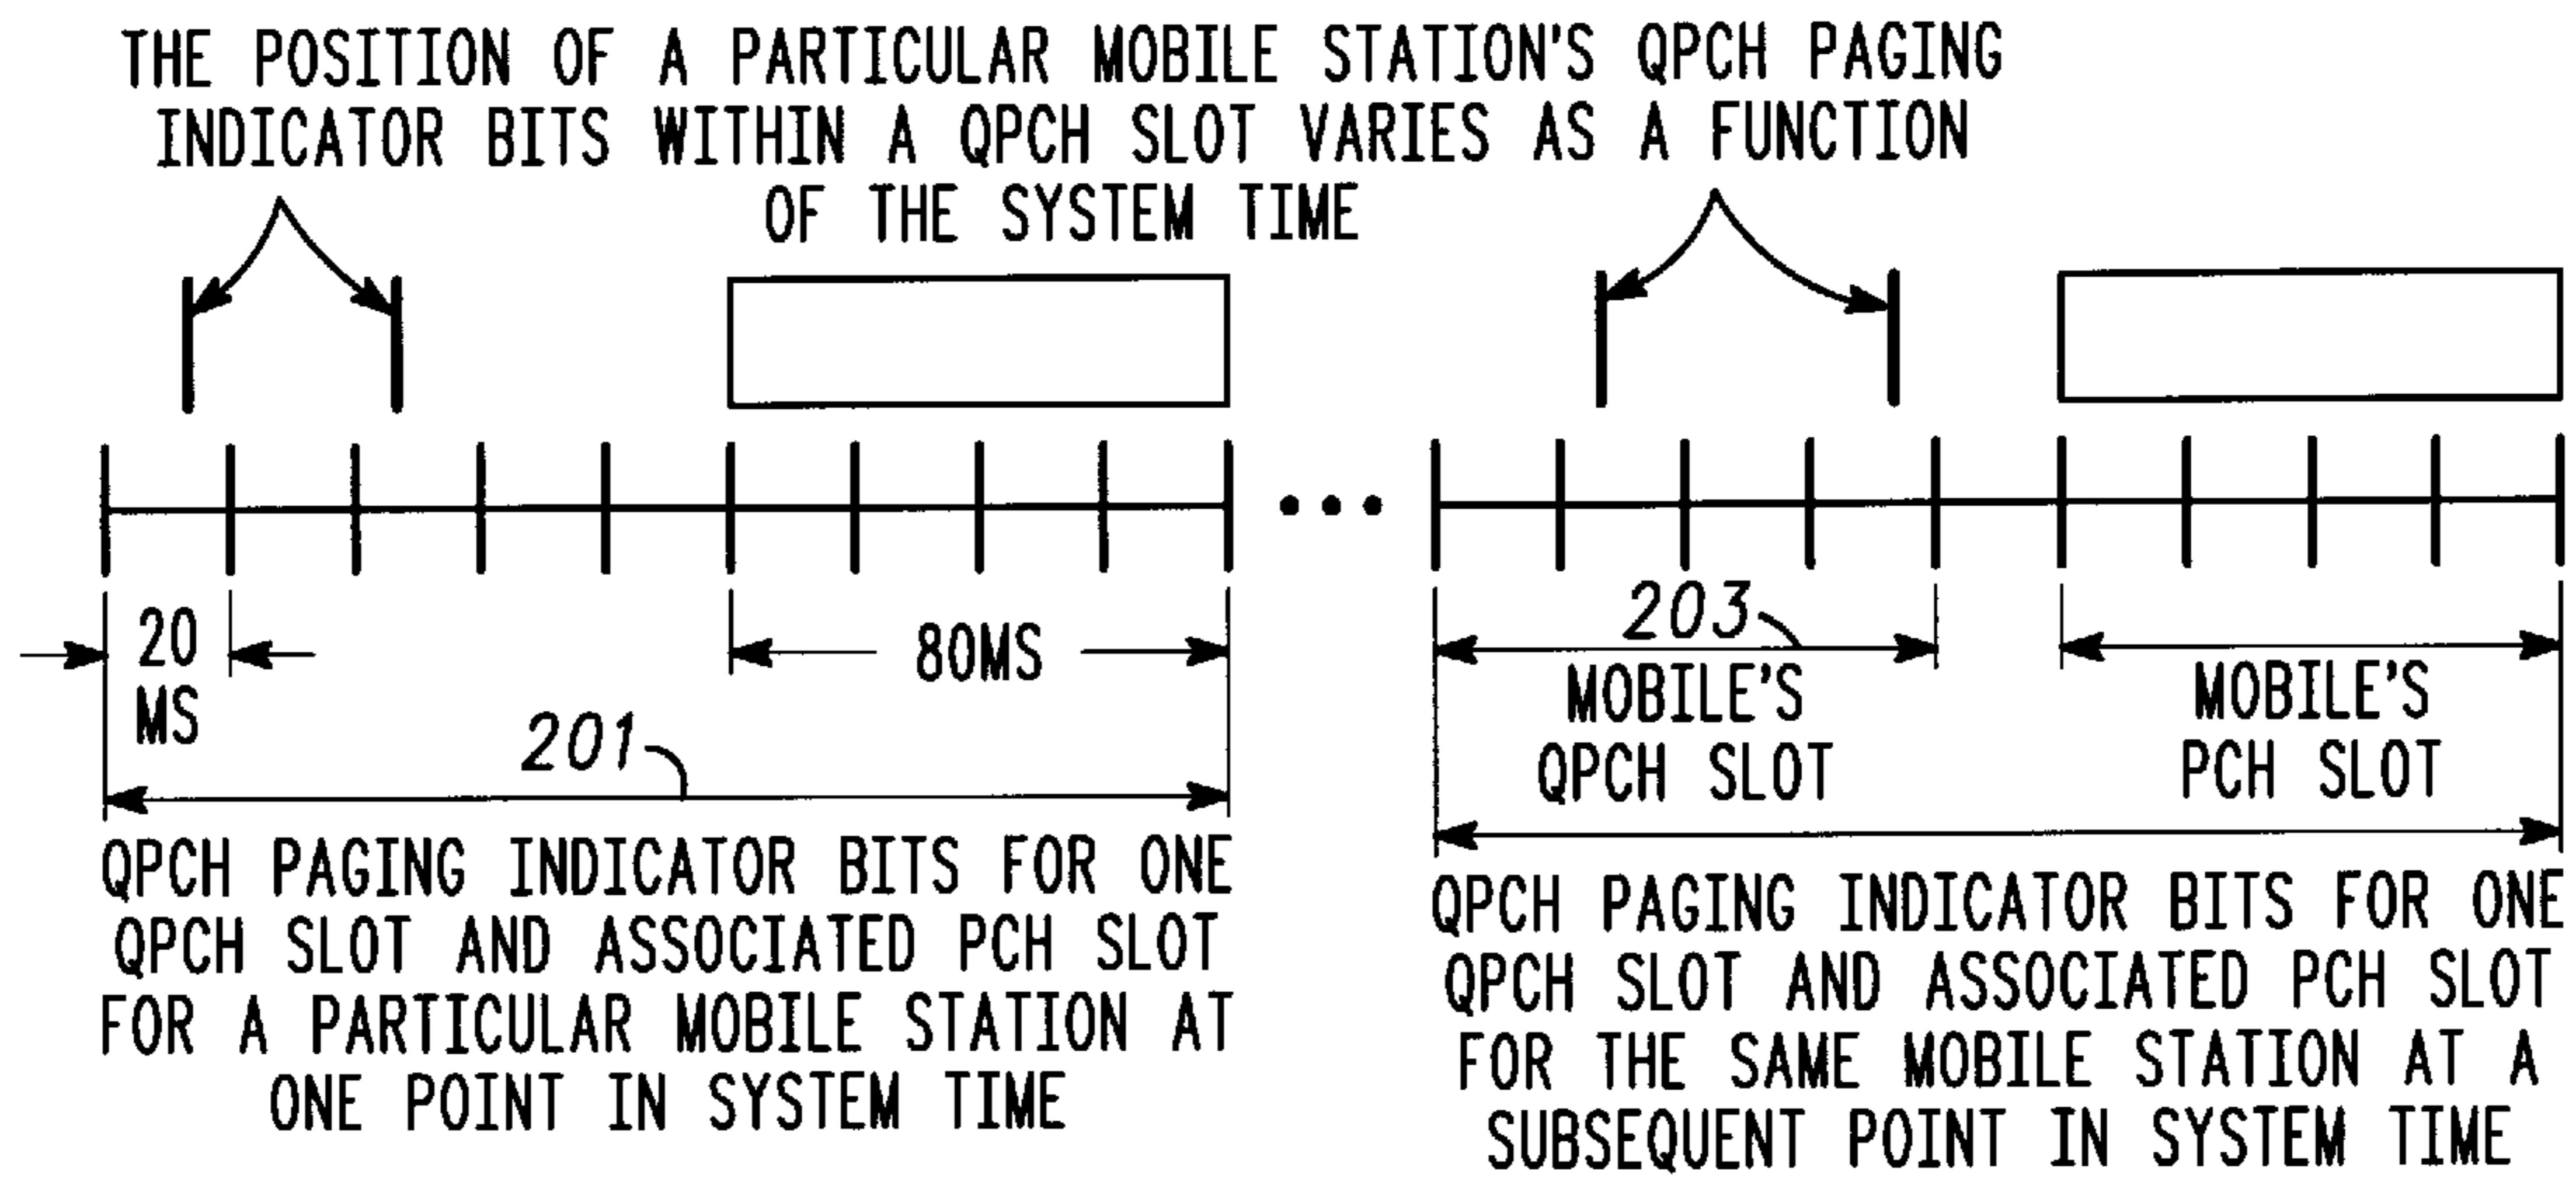 THE POSITION OF A PARTICULAR MOBILE STATION'S QPCH PAGING
INDICATOR BITS WITHIN A QPCH SLOT VARIES AS A FUNCTION
OF THE SYSTEM TIME
20
MS
80MS
201
203
MOBILE'S
QPCH SLOT
MOBILE'S
PCH SLOT
QPCH PAGING INDICATOR BITS FOR ONE
QPCH SLOT AND ASSOCIATED PCH SLOT
FOR A PARTICULAR MOBILE STATION AT
ONE POINT IN SYSTEM TIME
QPCH PAGING INDICATOR BITS FOR ONE
QPCH SLOT AND ASSOCIATED PCH SLOT
FOR THE SAME MOBILE STATION AT A
SUBSEQUENT POINT IN SYSTEM TIME